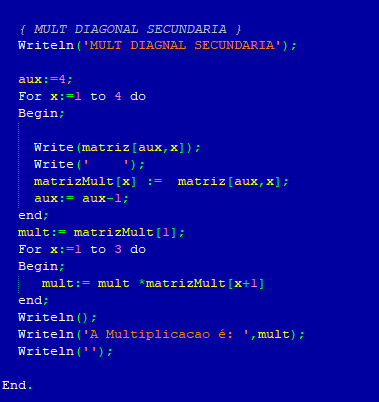 { MULT DIAGONAL SECUNDARIA }
Writeln('MULT DIAGNAL SECUNDARIA');
aux:=4;
For x:=1 to 4 do
Begin;
Write(matriz[aux,x]);
Write('    ');
matrizMult[x] :=  matriz[aux,x];
aux:= aux-1;
end;
mult:= matrizMult[1];
For x:=1 to 3 do
Begin;
mult:= mult *matrizMult[x+1]
end;
Writeln();
Writeln('A Multiplicacao é: ',mult);
Writeln('');
End.